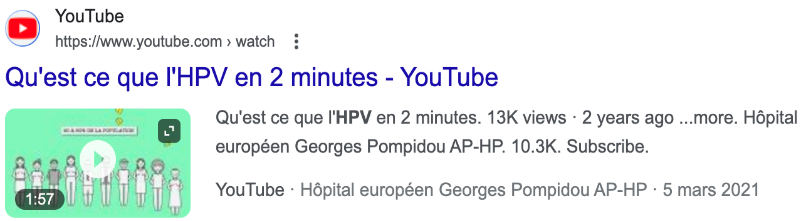 YouTube
https://www.youtube.com › watch
Qu'est ce que l'HPV en 2 minutes - YouTube
DE LA POPULATION
1:57
Qu'est ce que l'HPV en 2 minutes. 13K views · 2 years ago ...more. Hôpital
européen Georges Pompidou AP-HP. 10.3K. Subscribe.
YouTube · Hôpital européen Georges Pompidou AP-HP · 5 mars 2021